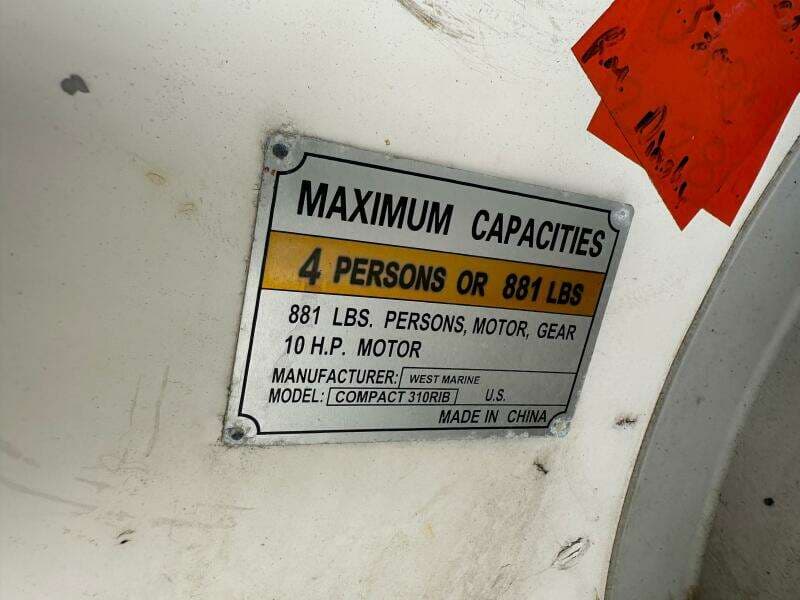 MAXIMUM CAPACITIES
4 PERSONS OR 881 LBS
881 LBS. PERSONS, MOTOR, GEAR
10 H.P. MOTOR
MANUFACTURER: WEST MARINE
MODEL: COMPACT 310RIB U.S.
MADE IN CHINA